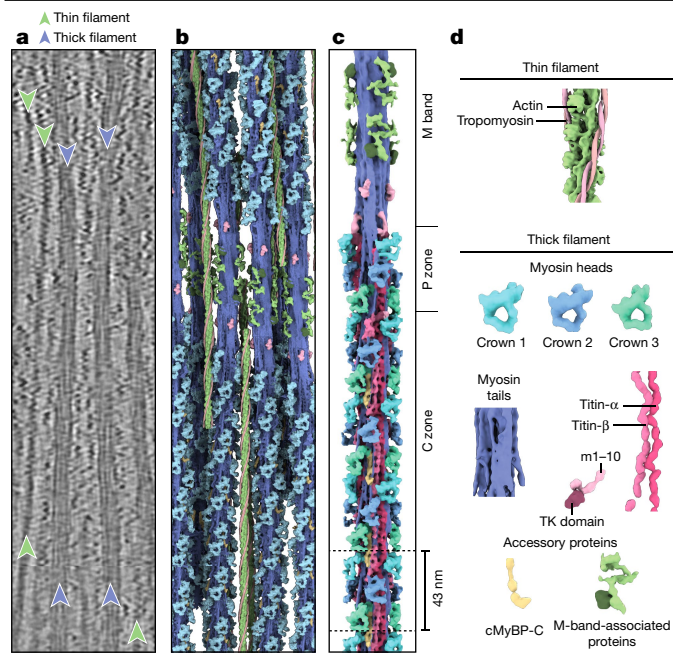 Thin filament
Thick filament
a
b
c
d
M band
P zone
C zone
43 nm
Thin filament
Actin
Tropomyosin
Thick filament
Myosin heads
Crown 1
Crown 2
Crown 3
Myosin
tails
Titin-α
Titin-β
m1–10
TK domain
Accessory proteins
cMyBP-C
M-band-associated
proteins